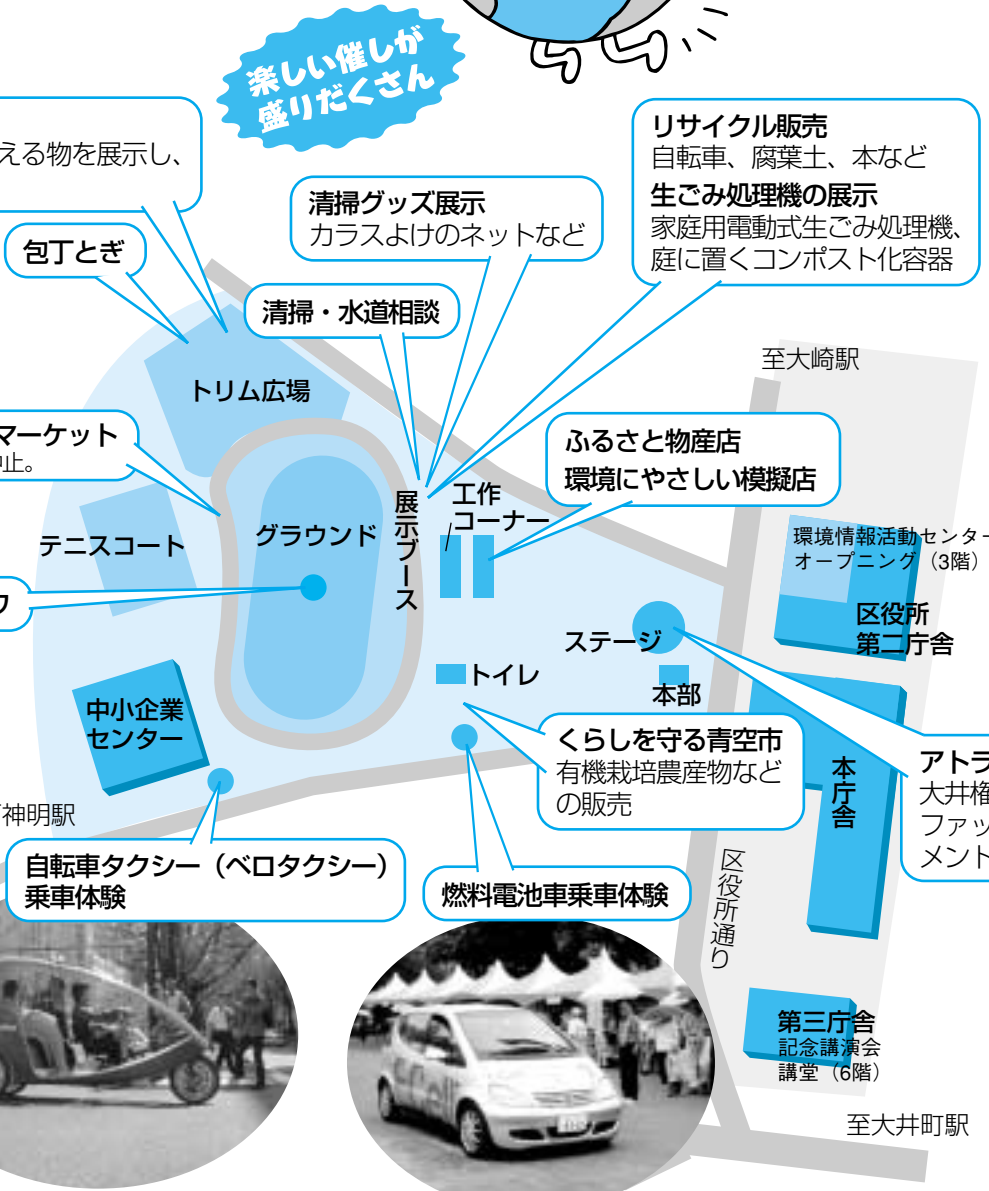 楽しい催しが
盛りだくさん
える物を展示し、
包丁とぎ
清掃グッズ展示
カラスよけのネットなど
清掃・水道相談
リサイクル販売
自転車、腐葉土、本など
生ごみ処理機の展示
家庭用電動式生ごみ処理機、
庭に置くコンポスト化容器
至大崎駅
トリム広場
マーケット
止。
ふるさと物産店
環境にやさしい模擬店
展示ブース
工作
コーナー
グラウンド
テニスコート
環境情報活動センター
オープニング（3階）
区役所
第二庁舎
ステージ
トイレ
本部
中小企業
センター
くらしを守る青空市
有機栽培農産物など
の販売
本庁舎
アトラ
大井権
ファッ
メント
神明駅
自転車タクシー（ベロタクシー）
乗車体験
燃料電池車乗車体験
区役所通り
第三庁舎
記念講演会
講堂（6階）
至大井町駅